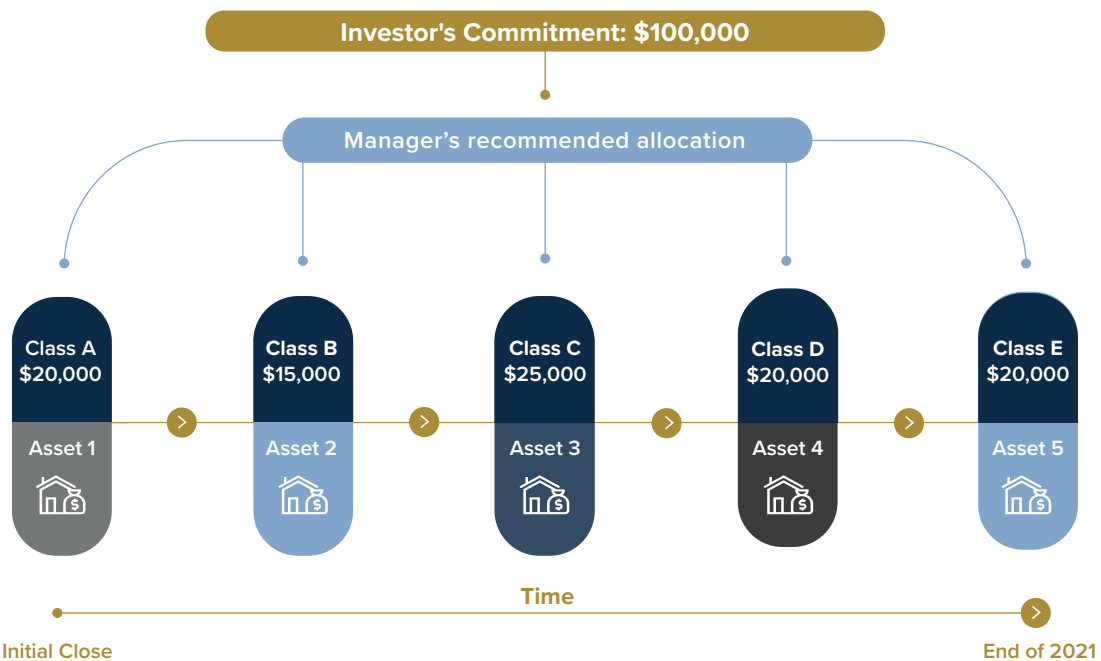 Investor's Commitment: $100,000
Manager’s recommended allocation
Class A
$20,000
Class B
$15,000
Class C
$25,000
Class D
$20,000
Class E
$20,000
Asset 1
$
Asset 2
$
Asset 3
$
Asset 4
$
Asset 5
$
Time
Initial Close
End of 2021